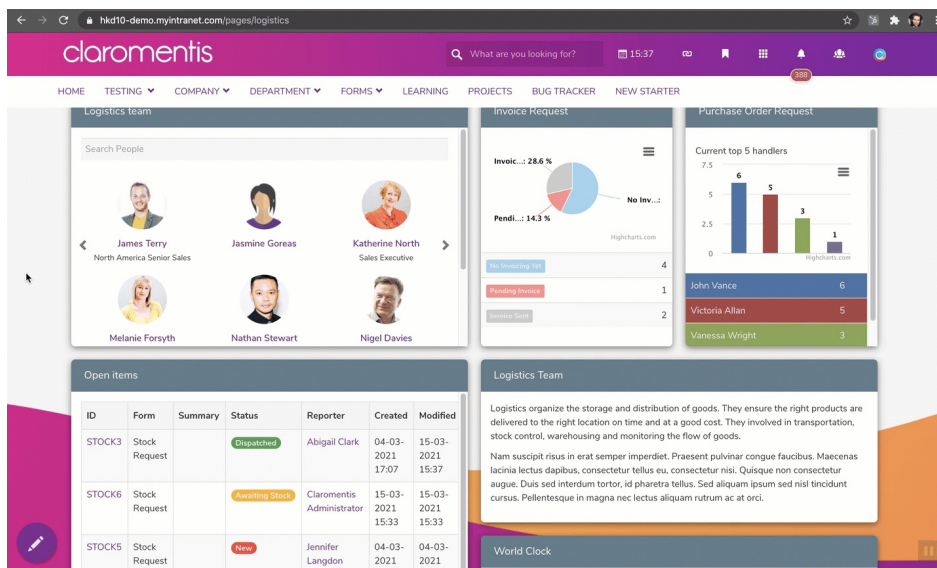 hkd10-demo.myintranet.com/pages/logistics
claromentis
What are you looking for?
15:37
388
HOME TESTING COMPANY DEPARTMENT FORMS LEARNING PROJECTS BUG TRACKER NEW STARTER
Logistics team
Search People
James Terry
North America Senior Sales
Jasmine Goreas
Katherine North
Sales Executive
Melanie Forsyth
Nathan Stewart
Nigel Davies
Invoice Request
Invoic...: 28.6 %
No Inv...:
Pendi...: 14.3 %
Highcharts.com
No Invoicing Yet 4
Pending Invoice 1
Invoice Sent 2
Purchase Order Request
Current top 5 handlers
7.5
5
2.5
0
6
5
3
1
Highcharts.com
John Vance 6
Victoria Allan 5
Vanessa Wright 3
Open items
ID Form Summary Status Reporter Created Modified
STOCK3 Stock Request Dispatched Abigail Clark 04-03-2021 17:07 15-03-2021 15:37
STOCK6 Stock Request Awaiting Stock Claromentis Administrator 15-03-2021 15:33 15-03-2021 15:33
STOCK5 Stock Request New Jennifer Langdon 04-03-2021 04-03-2021
Logistics Team
Logistics organize the storage and distribution of goods. They ensure the right products are
delivered to the right location on time and at a good cost. They involved in transportation,
stock control, warehousing and monitoring the flow of goods.
Nam suscipit risus in erat semper imperdiet. Praesent pulvinar congue faucibus. Maecenas
lacinia lectus dapibus, consectetur tellus eu, consectetur nisi. Quisque non consectetur
augue. Duis sed interdum tortor, id pharetra tellus. Sed aliquam ipsum sed nisl tincidunt
cursus. Pellentesque in magna nec lectus aliquam rutrum ac at orci.
World Clock